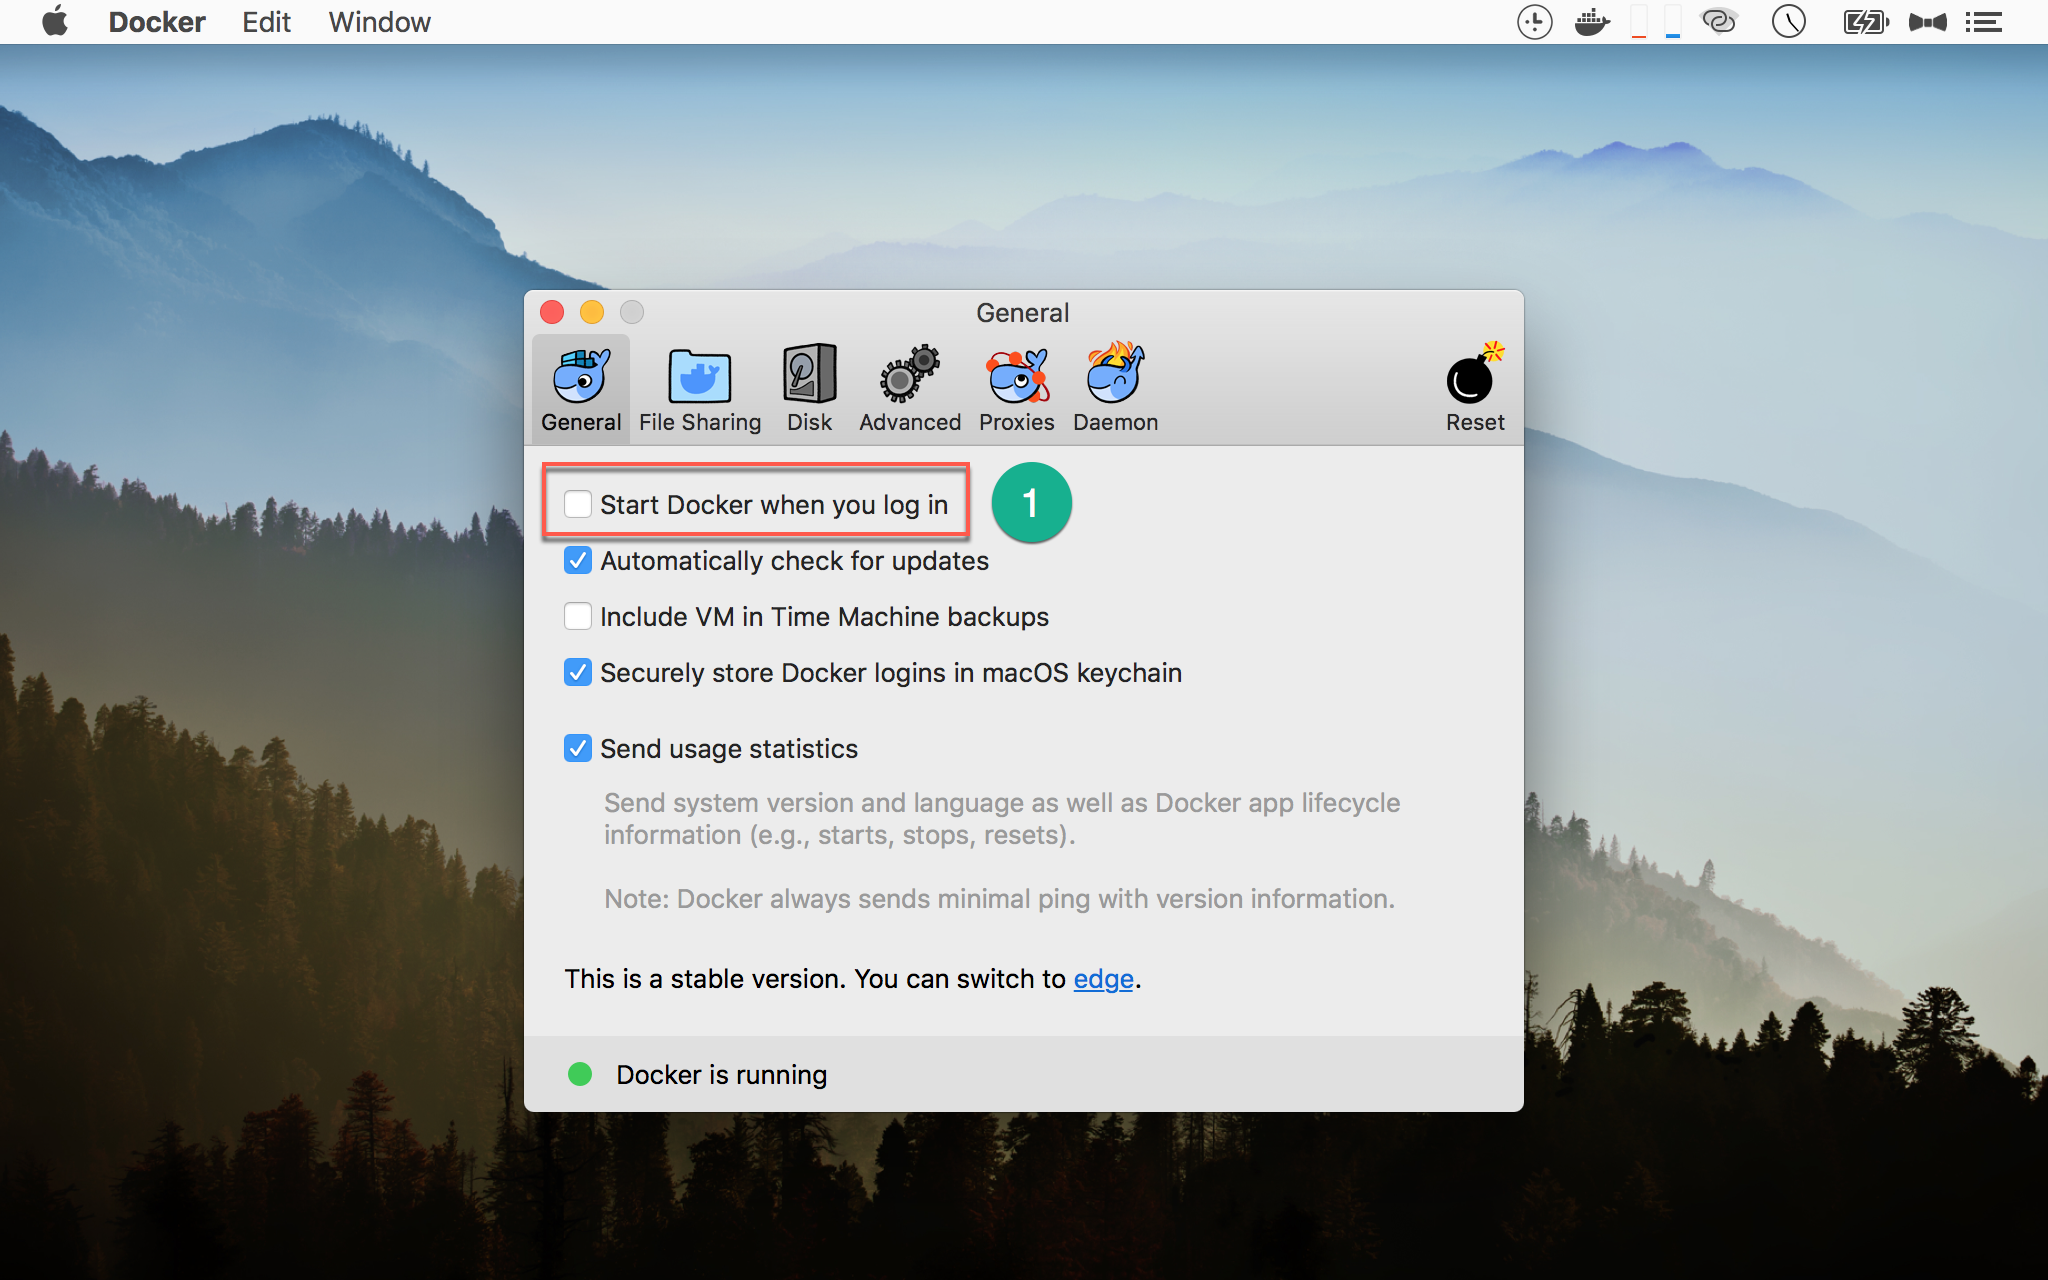 Docker Edit Window
General
General File Sharing Disk Advanced Proxies Daemon Reset
Start Docker when you log in
1
Automatically check for updates
Include VM in Time Machine backups
Securely store Docker logins in macOS keychain
Send usage statistics
Send system version and language as well as Docker app lifecycle
information (e.g., starts, stops, resets).
Note: Docker always sends minimal ping with version information.
This is a stable version. You can switch to edge.
Docker is running